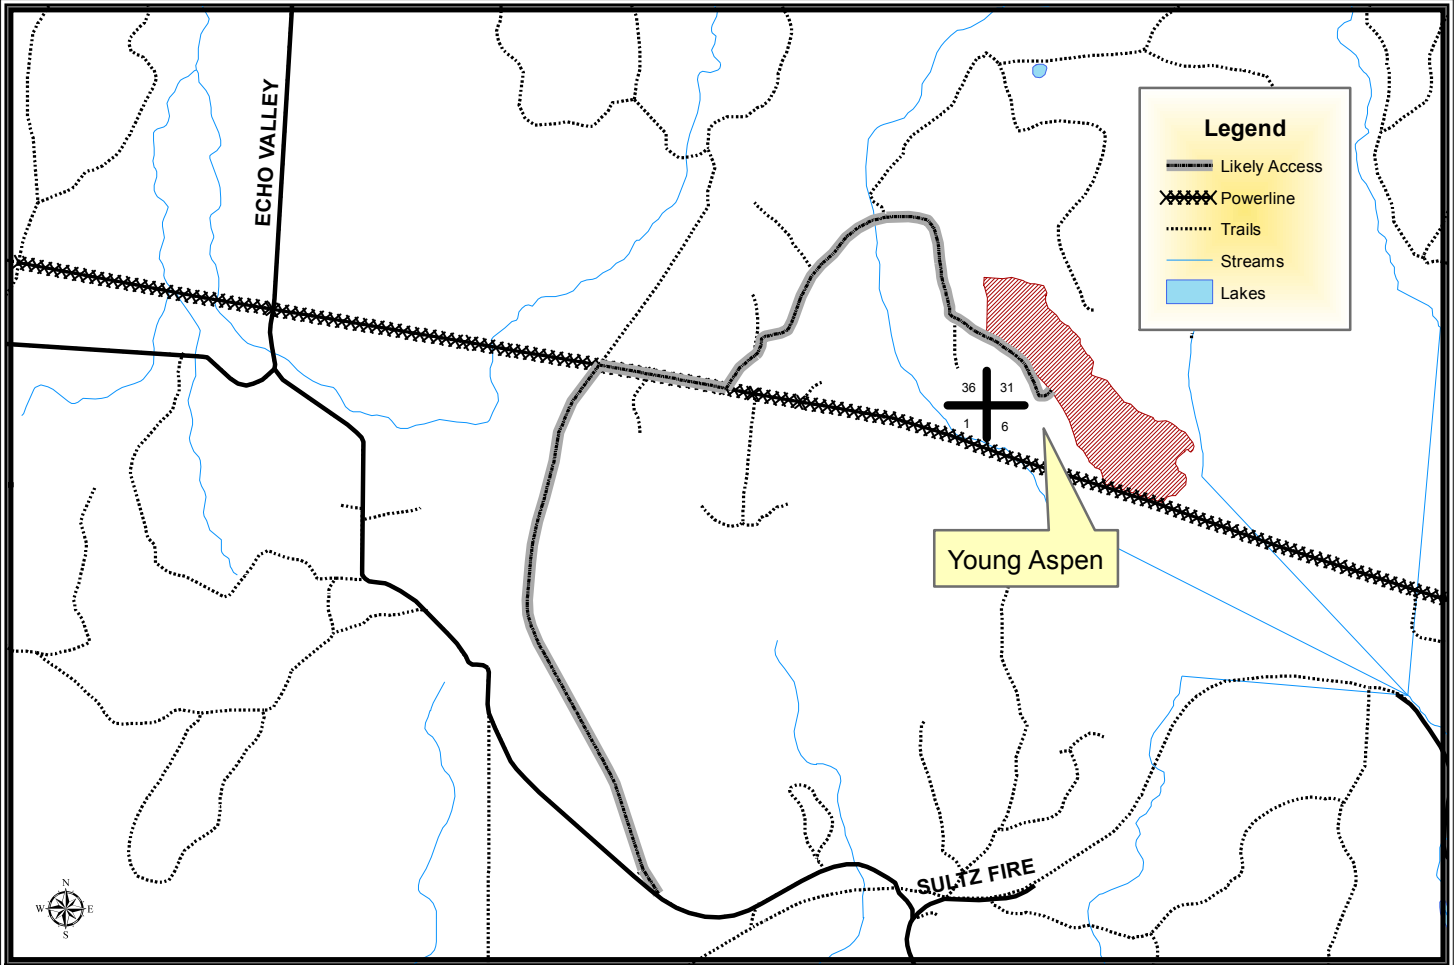 ECHO VALLEY
Legend
Likely Access
Powerline
Trails
Streams
Lakes
36 31
1 6
Young Aspen
SULTZ FIRE
N
W E
S